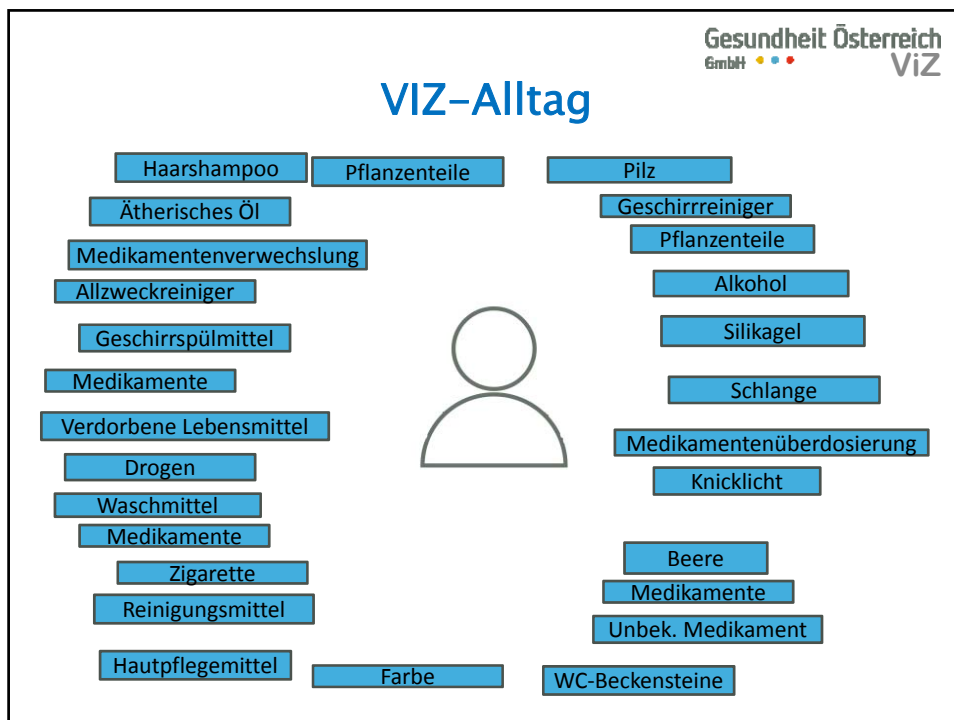 Gesundheit Österreich
GmbH
ViZ
VIZ-Alltag
Haarshampoo
Pflanzenteile
Pilz
Ätherisches Öl
Geschirrreiniger
Medikamentenverwechslung
Pflanzenteile
Allzweckreiniger
Alkohol
Geschirrspülmittel
Silikagel
Medikamente
Schlange
Verdorbene Lebensmittel
Medikamentenüberdosierung
Drogen
Knicklicht
Waschmittel
Medikamente
Beere
Zigarette
Medikamente
Reinigungsmittel
Unbek. Medikament
Hautpflegemittel
Farbe
WC-Beckensteine